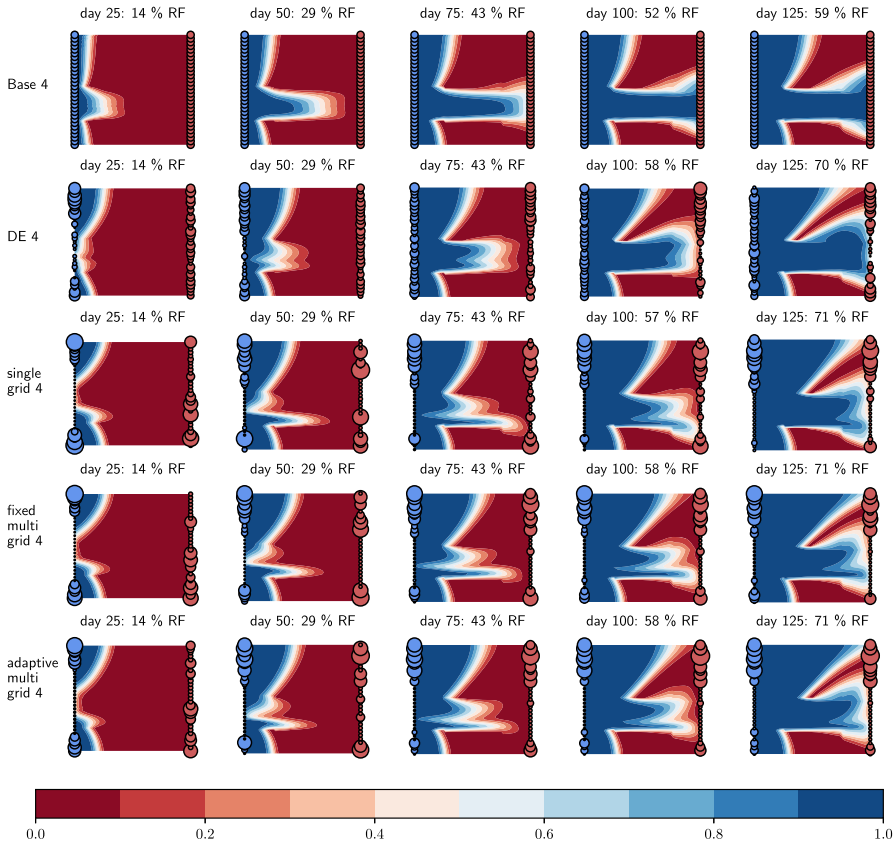 day 25: 14 % RF day 50: 29 % RF day 75: 43 % RF day 100: 52 % RF day 125: 59 % RF
Base 4
day 25: 14 % RF day 50: 29 % RF day 75: 43 % RF day 100: 58 % RF day 125: 70 % RF
DE 4
day 25: 14 % RF day 50: 29 % RF day 75: 43 % RF day 100: 57 % RF day 125: 71 % RF
single
grid 4
day 25: 14 % RF day 50: 29 % RF day 75: 43 % RF day 100: 58 % RF day 125: 71 % RF
fixed
multi
grid 4
day 25: 14 % RF day 50: 29 % RF day 75: 43 % RF day 100: 58 % RF day 125: 71 % RF
adaptive
multi
grid 4
0.0 0.2 0.4 0.6 0.8 1.0